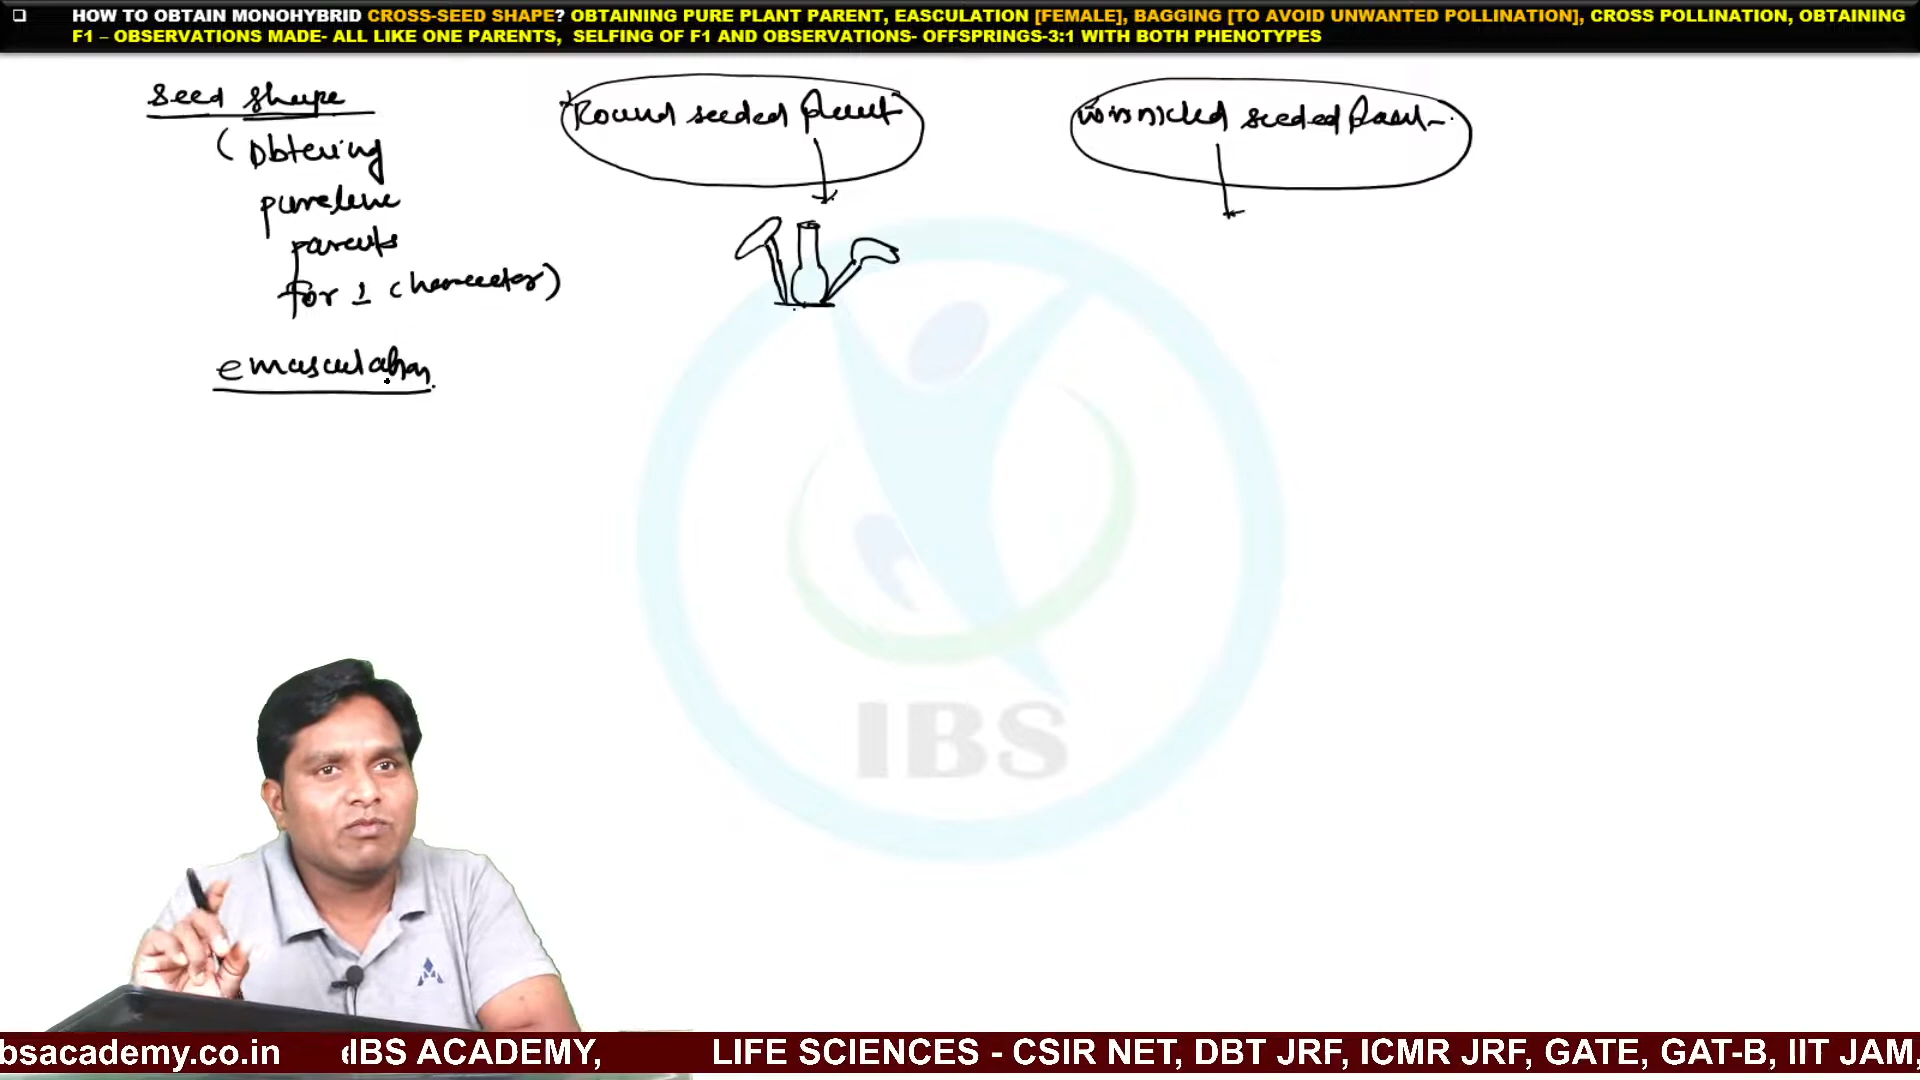 ❑ HOW TO OBTAIN MONOHYBRID CROSS-SEED SHAPE? OBTAINING PURE PLANT PARENT, EASCULATION [FEMALE], BAGGING [TO AVOID UNWANTED POLLINATION], CROSS POLLINATION, OBTAINING
F1 – OBSERVATIONS MADE- ALL LIKE ONE PARENTS, SELFING OF F1 AND OBSERVATIONS- OFFSPRINGS-3:1 WITH BOTH PHENOTYPES
Seed shape
(Obtering
pureline
parents
for 1 character)
emasculation
Round seeded plant
seeded
IBS
bsacademy.co.in IBS ACADEMY, LIFE SCIENCES - CSIR NET, DBT JRF, ICMR JRF, GATE, GAT-B, IIT JAM,